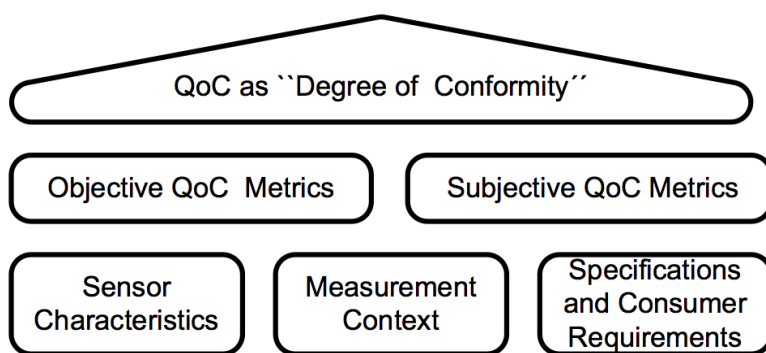 QoC as ``Degree of Conformity´´
Objective QoC Metrics
Subjective QoC Metrics
Sensor
Characteristics
Measurement
Context
Specifications
and Consumer
Requirements